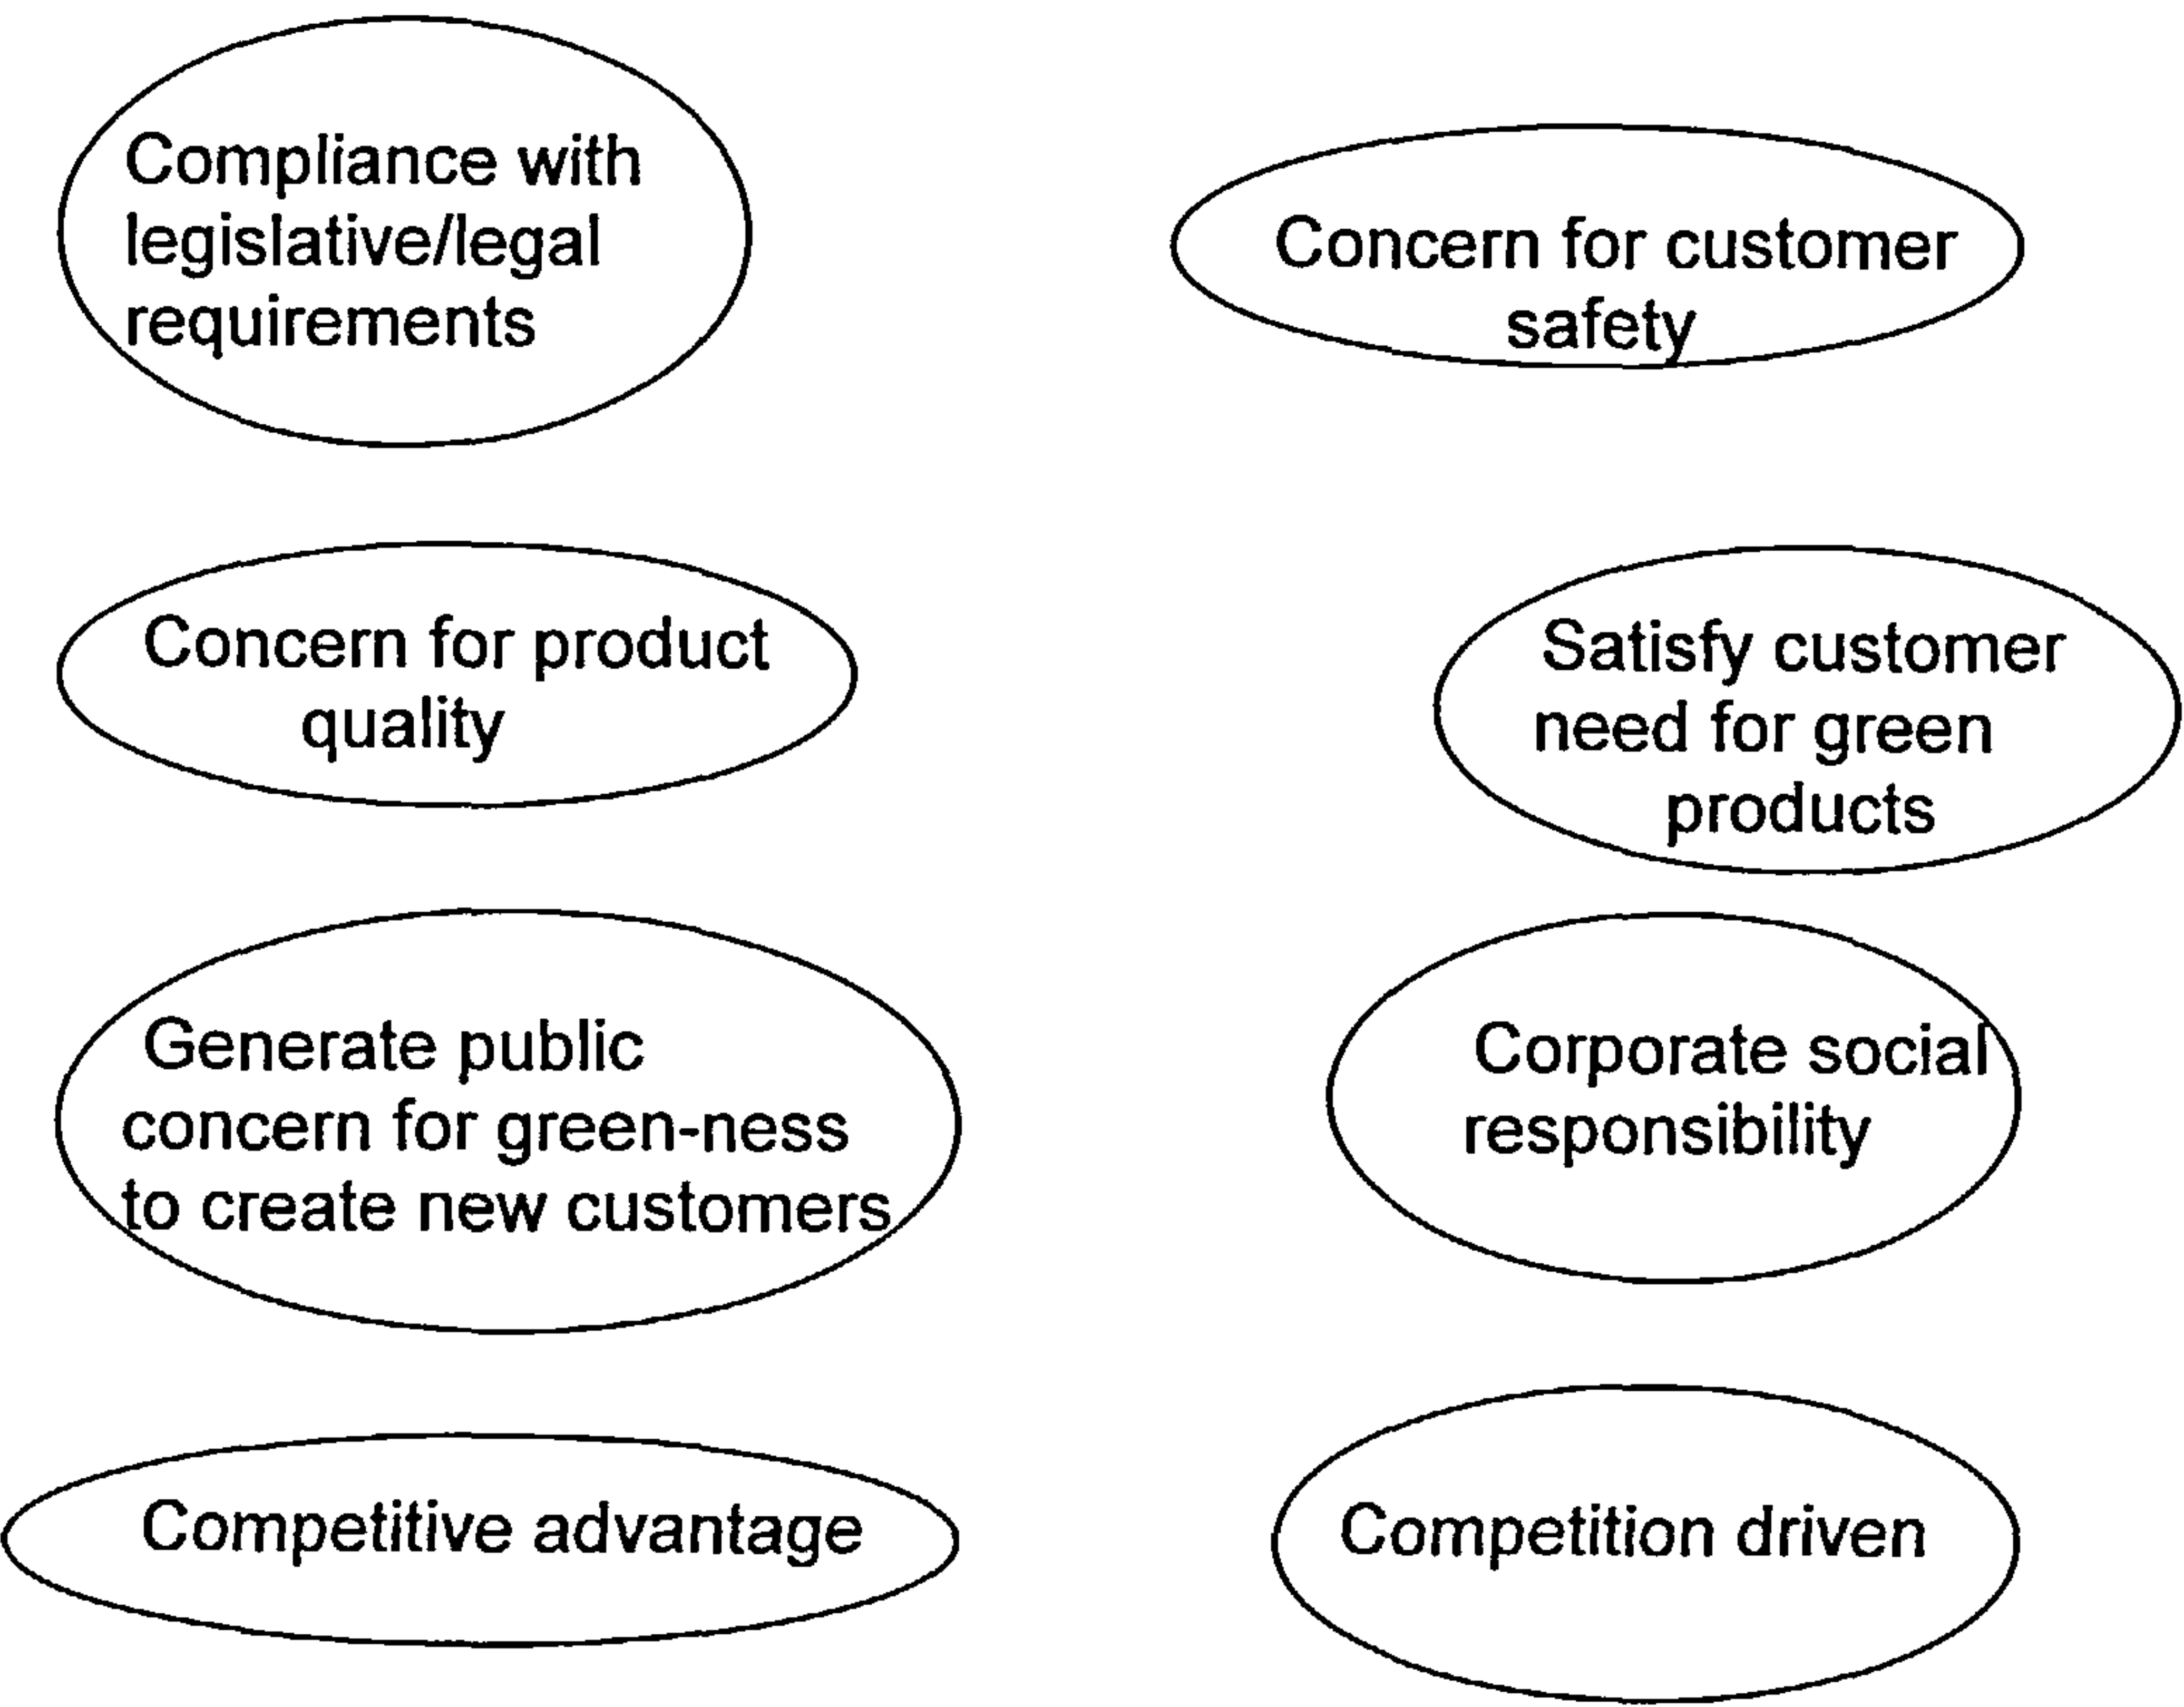 Compliance with
legislative/legal
requirements
Concern for customer
safety
Concern for product
quality
Satisfy customer
need for green
products
Generate public
concern for green-ness
to create new customers
Corporate social
responsibility
Competitive advantage
Competition driven